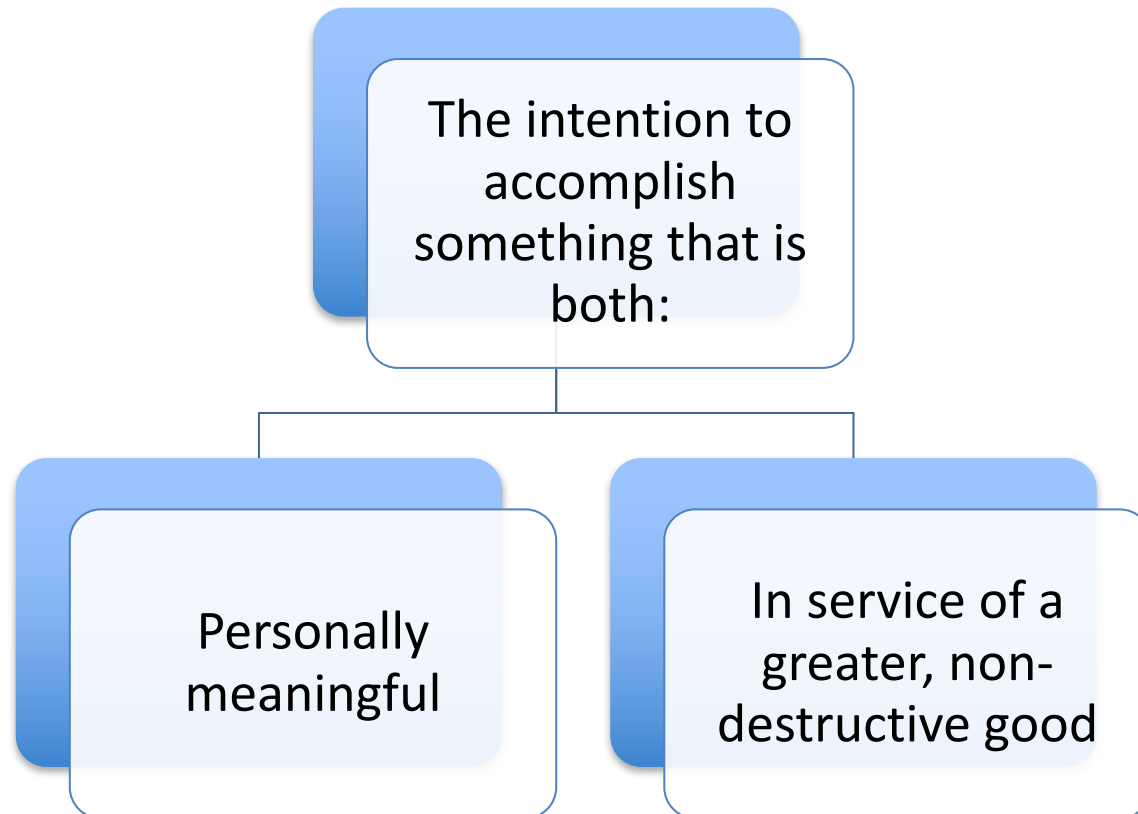 The intention to
accomplish
something that is
both:
Personally
meaningful
In service of a
greater, non-
destructive good